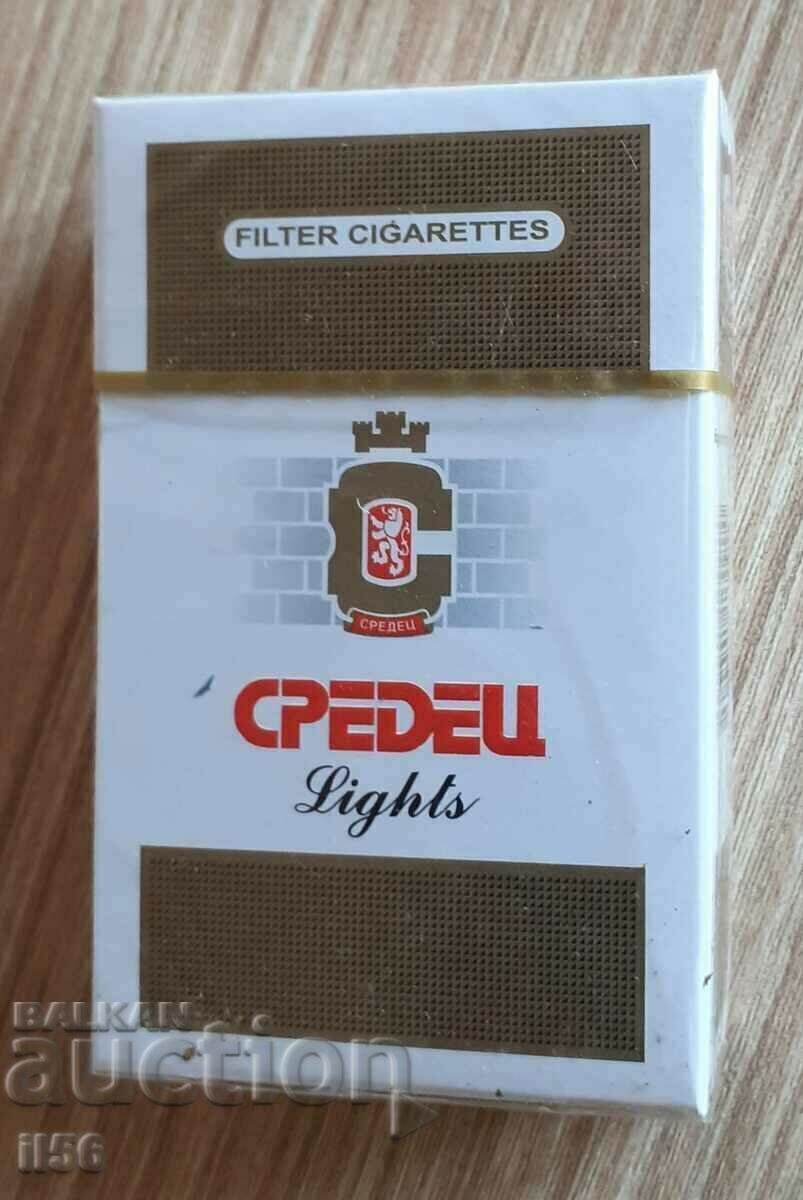 FILTER CIGARETTES
C
СРЕДЕЦ
СРЕДЕЦ
Lights
BALKAN
auction
il56